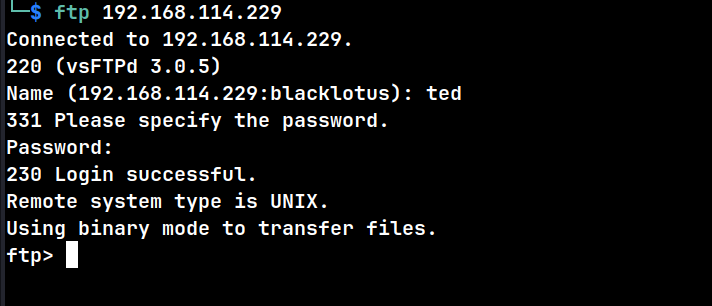 └─$ ftp 192.168.114.229
Connected to 192.168.114.229.
220 (vsFTPd 3.0.5)
Name (192.168.114.229:blacklotus): ted
331 Please specify the password.
Password:
230 Login successful.
Remote system type is UNIX.
Using binary mode to transfer files.
ftp>